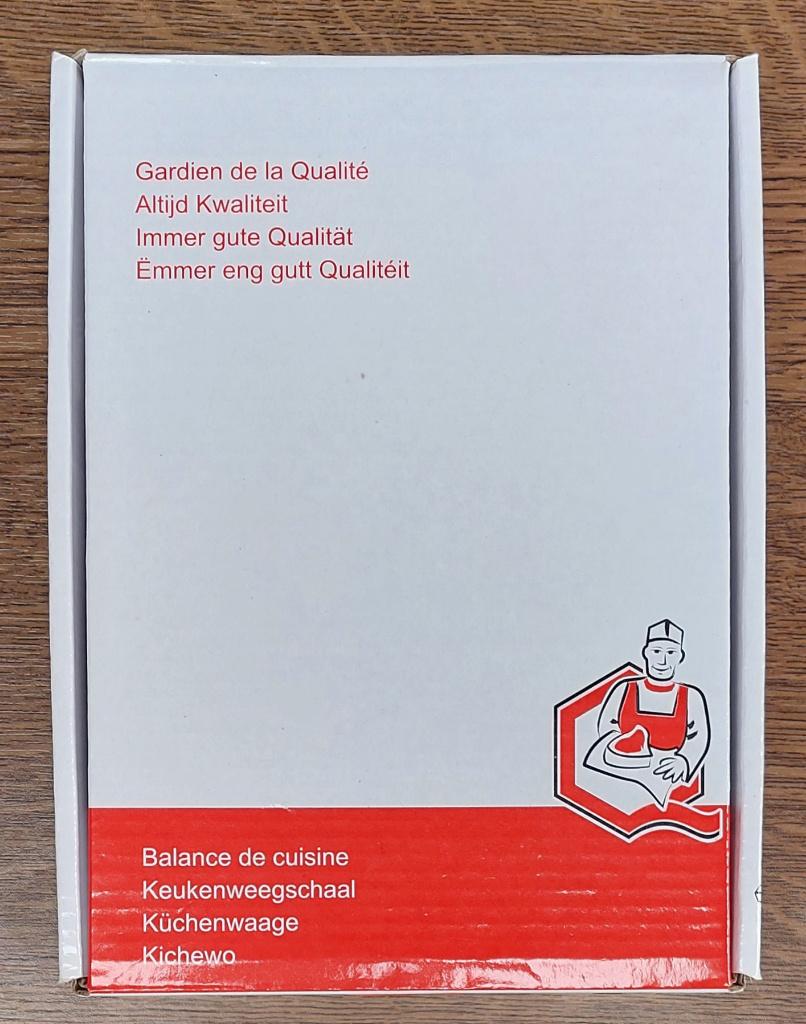 Gardien de la Qualité
Altijd Kwaliteit
Immer gute Qualität
Ëmmer eng gutt Qualitéit
Balance de cuisine
Keukenweegschaal
Küchenwaage
Kichewo